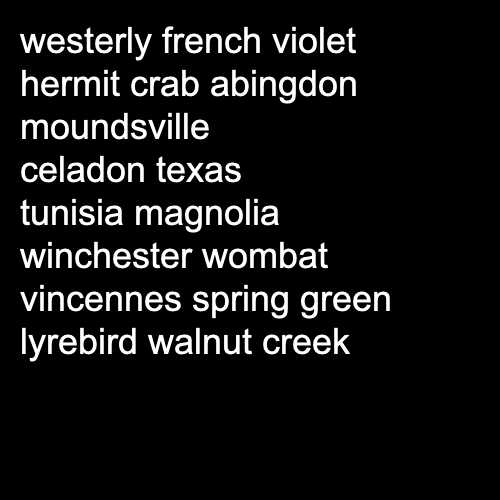 westerly french violet
hermit crab abingdon
moundsville
celadon texas
tunisia magnolia
winchester wombat
vincennes spring green
lyrebird walnut creek